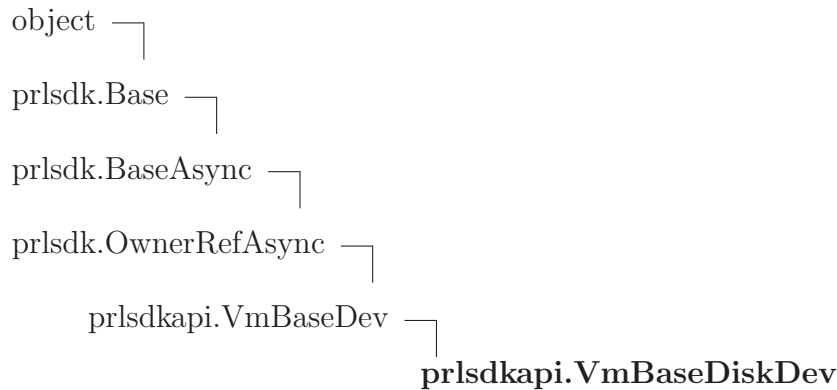 object
prlsdk.Base
prlsdk.BaseAsync
prlsdk.OwnerRefAsync
prlsdkapi.VmBaseDev
prlsdkapi.VmBaseDiskDev